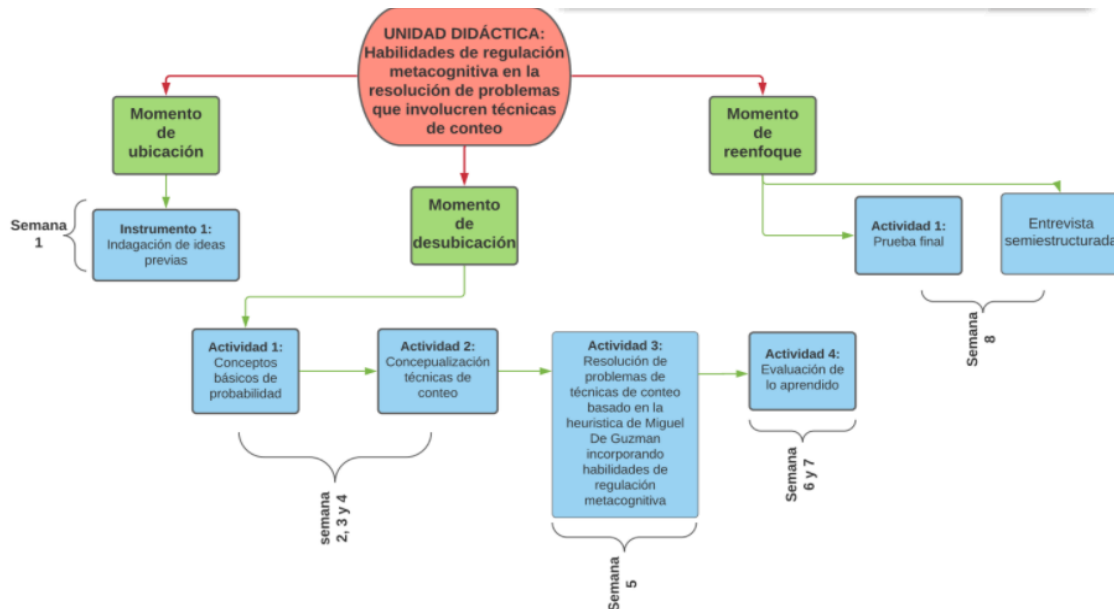 UNIDAD DIDÁCTICA:
Habilidades de regulación
metacognitiva en la
resolución de problemas
que involucren técnicas
de conteo
Momento
de
ubicación
Momento
de
reenfoque
Momento
de
desubicación
Semana
1
Instrumento 1:
Indagación de ideas
previas
Actividad 1:
Prueba final
Entrevista
semiestructurada
Semana
8
Actividad 1:
Conceptos
básicos de
probabilidad
Actividad 2:
Concepualización
técnicas de
conteo
Actividad 3:
Resolución de
problemas de
técnicas de conteo
basado en la
heuristica de Miguel
De Guzman
incorporando
habilidades de
regulación
metacognitiva
Actividad 4:
Evaluación de
lo aprendido
semana
2, 3 y 4
Semana
5
Semana
6 y 7